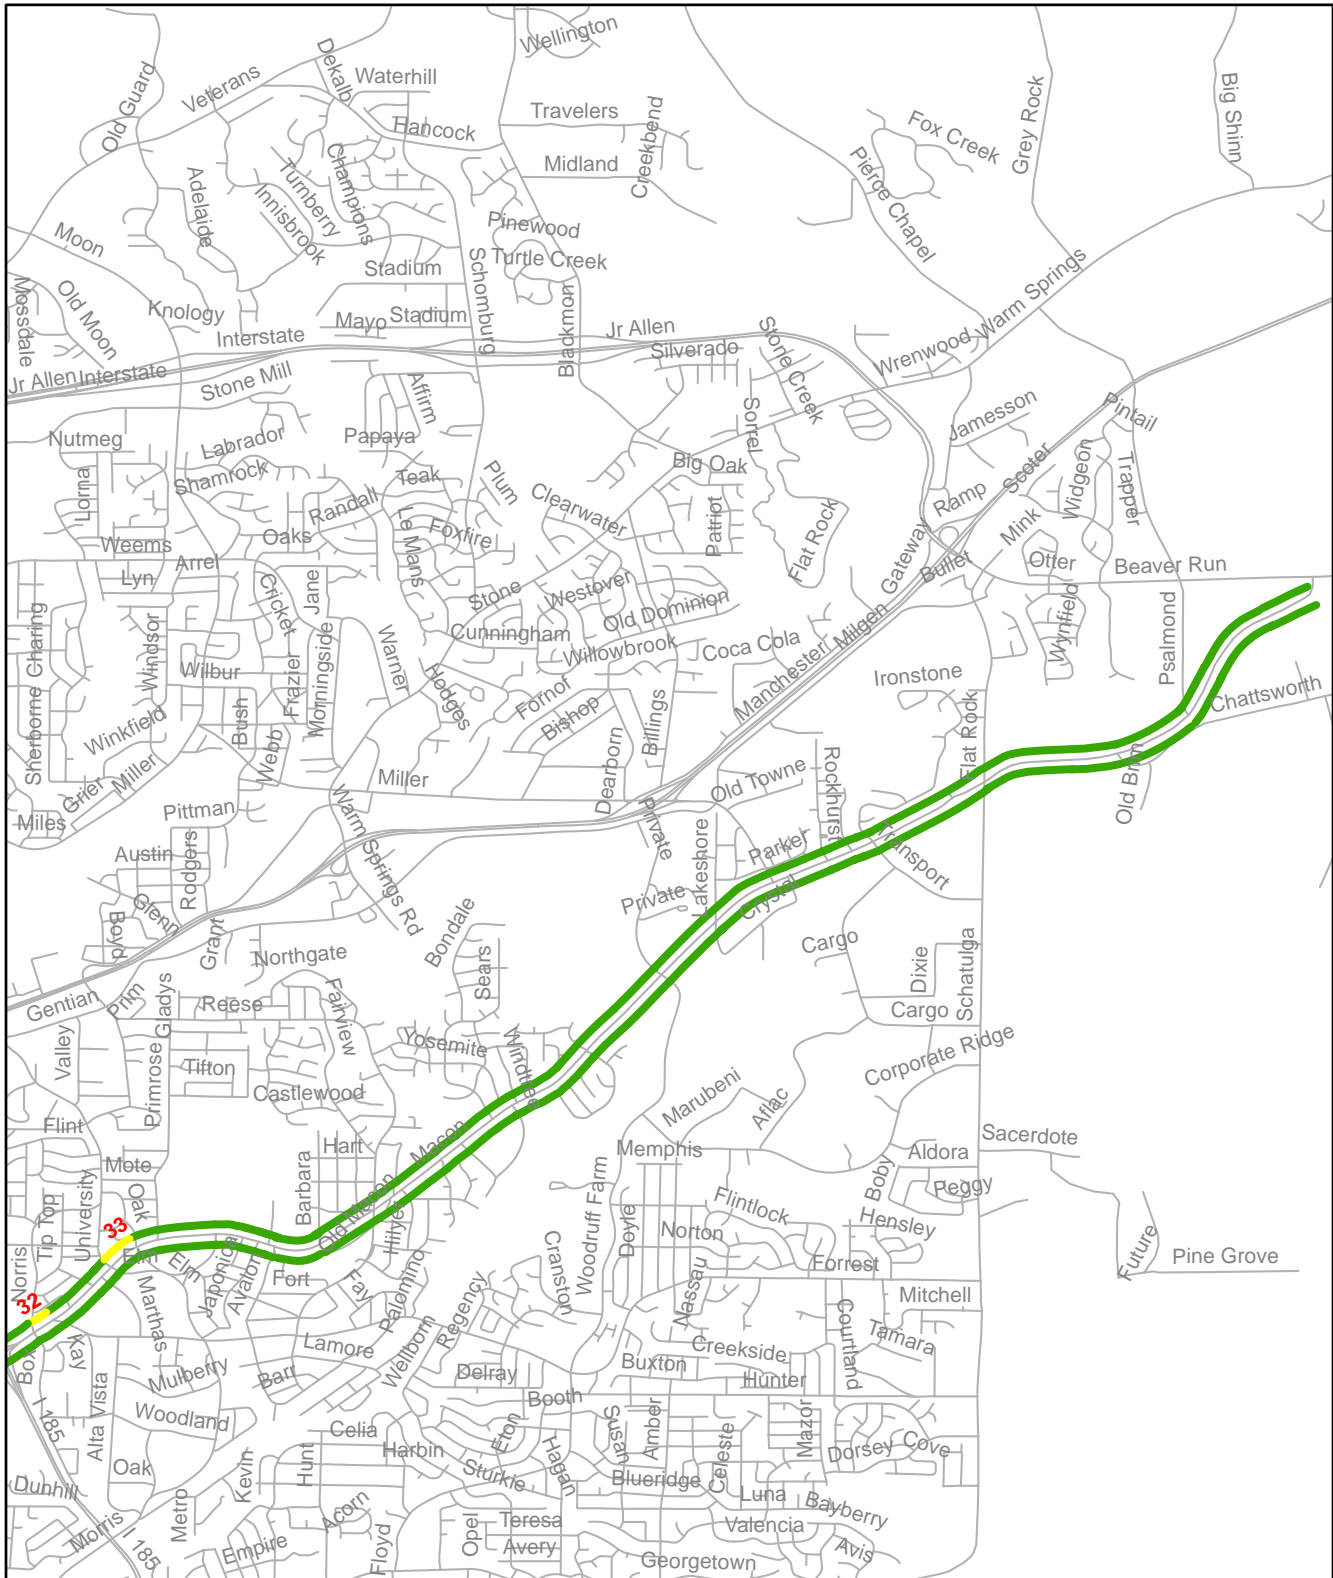 Wellington
Dekalb
Waterhill
Veterans
Old Guard
Travelers
Hancock
Creekbend
Midland
Fox Creek
Grey Rock
Big Shinn
Pierce Chapel
Champions
Turnberry
Innisbrook
Adelaide
Pinewood
Turtle Creek
Moon
Stadium
Schomburg
Mossdale
Old Moon
Knology
Interstate
Mayo
Stadium
Blackmon
Jr Allen
Silverado
Stone Creek
Wrenwood
Warm Springs
Jr Allen
Interstate
Stone Mill
Affirm
Sorrel
Jamesson
Pintail
Nutmeg
Labrador
Papaya
Big Oak
Scooter
Widgeon
Trapper
Lorna
Shamrock
Teak
Plum
Clearwater
Patriot
Flat Rock
Ramp
Mink
Randall
Le Mans
Foxfire
Oaks
Weems
Arrel
Gateway
Bullet
Otter
Beaver Run
Lyn
Cricket
Jane
Stone
Westover
Old Dominion
Milgen
Wynfield
Psalmond
Charing
Sherborne
Windsor
Wilbur
Frazier
Morningside
Warner
Cunningham
Willowbrook
Coca Cola
Manchester
Ironstone
Chattsworth
Hodges
Fornof
Bishop
Billings
Bush
Webb
Winkfield
Miller
Grier
Miles
Pittman
Miller
Dearborn
Private
Old Towne
Rockhurst
Flat Rock
Old Brim
Warm Springs Rd
Austin
Rodgers
Glenn
Boyd
Grant
Private
Lakeshore
Parker
Crystal
Transport
Bondale
Sears
Northgate
Cargo
Dixie
Schatulga
Cargo
Gentian
Prim
Gladys
Reese
Fairview
Yosemite
Windtree
Valley
Primrose
Tifton
Castlewood
Corporate Ridge
Marubeni
Aflac
Flint
Hart
Macon
Memphis
Sacerdote
Mote
Aldora
Boby
Peggy
Barbara
Old Macon
Hilyer
Woodruff Farm
Doyle
Flintlock
Norton
Hensley
University
Tip Top
Oak
33
Elm
Elm
Japonica
Avalon
Fort
Fay
Palomino
Cranston
Nassau
Forrest
Future
Pine Grove
Norris
32
Marthas
Regency
Mitchell
Courtland
Tamara
Box
Kay
Lamore
Wellborn
Creekside
Buxton
Mulberry
Barr
Delray
Hunter
Booth
I 185
Alta Vista
Woodland
Celia
Harbin
Eton
Hagan
Susan
Amber
Celeste
Mazor
Dorsey
Cove
Oak
Kevin
Hunt
Sturkie
Blueridge
Dunhill
Luna
Bayberry
Metro
Acorn
Opel
Teresa
Valencia
Morris
I 185
Empire
Floyd
Avery
Georgetown
Avis